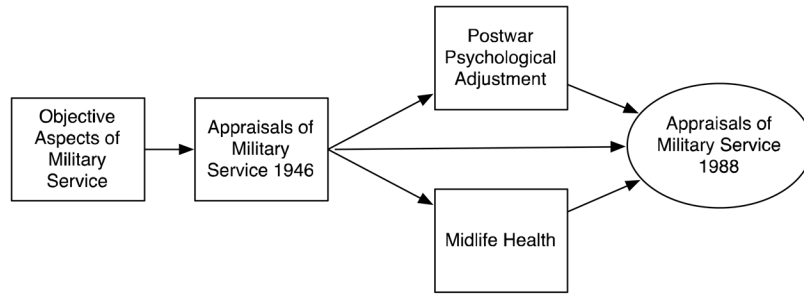 Objective
Aspects of
Military
Service
Appraisals of
Military
Service 1946
Postwar
Psychological
Adjustment
Midlife Health
Appraisals of
Military Service
1988